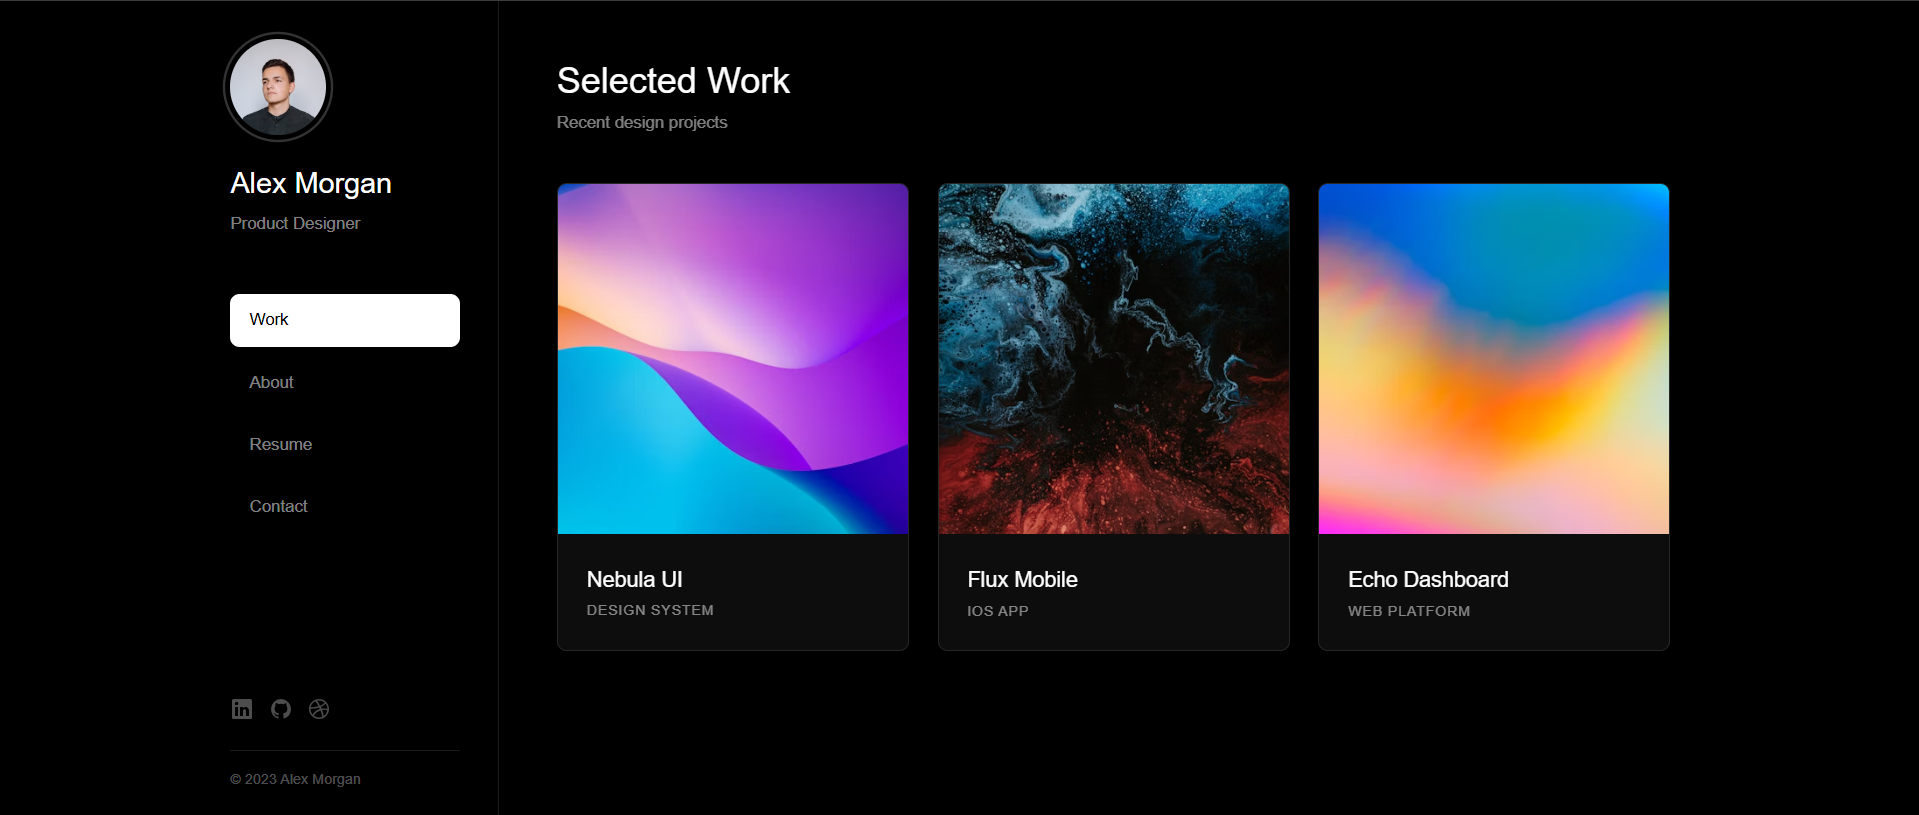 Alex Morgan
Product Designer
Work
About
Resume
Contact
© 2023 Alex Morgan
Selected Work
Recent design projects
Nebula UI
DESIGN SYSTEM
Flux Mobile
IOS APP
Echo Dashboard
WEB PLATFORM